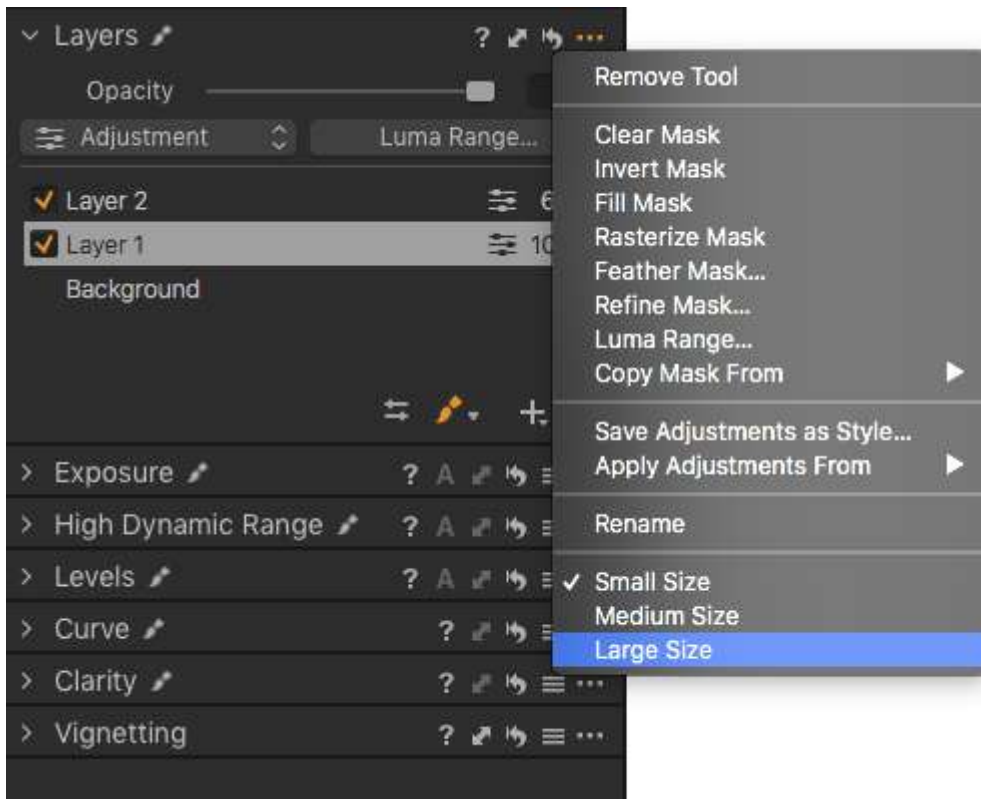 Layers
?
Opacity
Adjustment
Luma Range...
Layer 2
Layer 1
Background
Exposure
? A
High Dynamic Range
? A
Levels
? A
Curve
?
Clarity
?
Vignetting
?
Remove Tool
Clear Mask
Invert Mask
Fill Mask
Rasterize Mask
Feather Mask...
Refine Mask...
Luma Range...
Copy Mask From
Save Adjustments as Style...
Apply Adjustments From
Rename
Small Size
Medium Size
Large Size